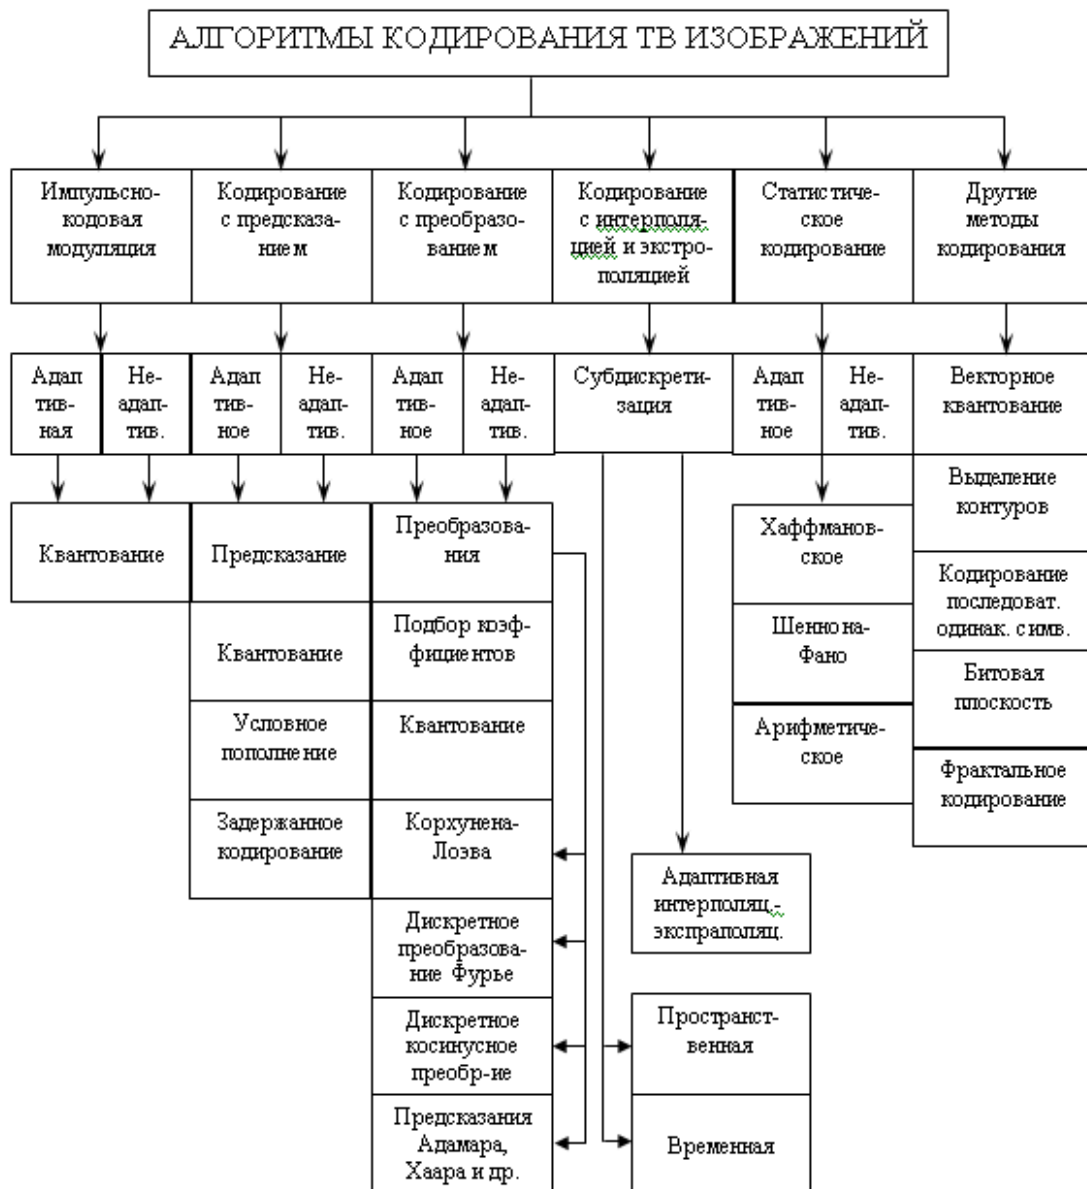 АЛГОРИТМЫ КОДИРОВАНИЯ ТВ ИЗОБРАЖЕНИЙ
Импульсно-
кодовая
модуляция
Кодирование
с предсказа-
нием
Кодирование
с преобразо-
ванием
Кодирование
с интерполя-
цией и экстро-
поляцией
Статистиче-
ское
кодирование
Другие
методы
кодирования
Адап
тив-
ная
Не-
адап-
тив.
Адап
тив-
ное
Не-
адап-
тив.
Адап
тив-
ное
Не-
адап-
тив.
Субдискрети-
зация
Адап
тив-
ное
Не-
адап-
тив.
Векторное
квантование
Квантование
Предсказание
Квантование
Условное
пополнение
Задержанное
кодирование
Преобразова-
ния
Подбор коэф-
фициентов
Квантование
Корхунена-
Лоэва
Дискретное
преобразова-
ние Фурье
Дискретное
косинусное
преобр-ие
Предсказания
Адамара,
Хаара и др.
Адаптивная
интерполяц.-
экспраполяц.
Пространст-
венная
Временная
Хаффманов-
ское
Шеннона-
Фано
Арифметиче-
ское
Выделение
контуров
Кодирование
последоват.
одинак. симв.
Битовая
плоскость
Фрактальное
кодирование